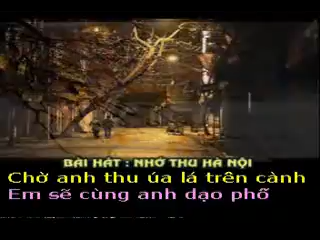 BÀI HÁT : NHỚ THU HÀ NỘI
Chờ anh thu úa lá trên cành
Em sẽ cùng anh dạo phố